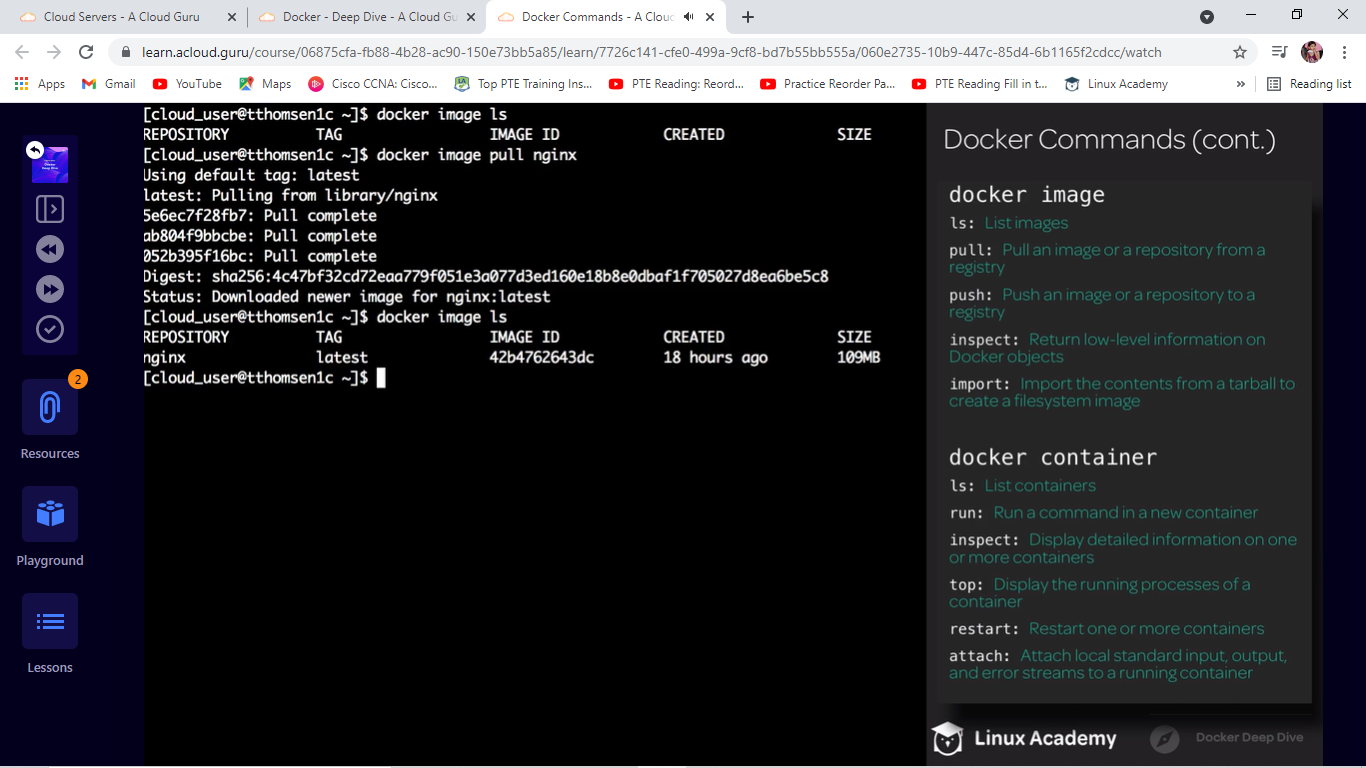 Cloud Servers - A Cloud Guru
Docker - Deep Dive - A Cloud Gu
Docker Commands - A Cloud
learn.acloud.guru/course/06875cfa-fb88-4b28-ac90-150e73bb5a85/learn/7726c141-cfe0-499a-9cf8-bd7b55bb555a/060e2735-10b9-447c-85d4-6b1165f2cdcc/watch
Apps Gmail YouTube Maps Cisco CCNA: Cisco... Top PTE Training Ins... PTE Reading: Reord... Practice Reorder Pa... PTE Reading Fill in t... Linux Academy » Reading list
2
Resources
Playground
Lessons
[cloud_user@tthomsen1c ~]$ docker image ls
REPOSITORY TAG IMAGE ID CREATED SIZE
[cloud_user@tthomsen1c ~]$ docker image pull nginx
Using default tag: latest
latest: Pulling from library/nginx
5e6ec7f28fb7: Pull complete
ab804f9bbcbe: Pull complete
052b395f16bc: Pull complete
Digest: sha256:4c47bf32cd72eaa779f051e3a077d3ed160e18b8e0dbaf1f705027d8ea6be5c8
Status: Downloaded newer image for nginx:latest
[cloud_user@tthomsen1c ~]$ docker image ls
REPOSITORY TAG IMAGE ID CREATED SIZE
nginx latest 42b4762643dc 18 hours ago 109MB
[cloud_user@tthomsen1c ~]$
Docker Commands (cont.)
docker image
ls: List images
pull: Pull an image or a repository from a
registry
push: Push an image or a repository to a
registry
inspect: Return low-level information on
Docker objects
import: Import the contents from a tarball to
create a filesystem image
docker container
ls: List containers
run: Run a command in a new container
inspect: Display detailed information on one
or more containers
top: Display the running processes of a
container
restart: Restart one or more containers
attach: Attach local standard input, output,
and error streams to a running container
Linux Academy
Docker Deep Dive